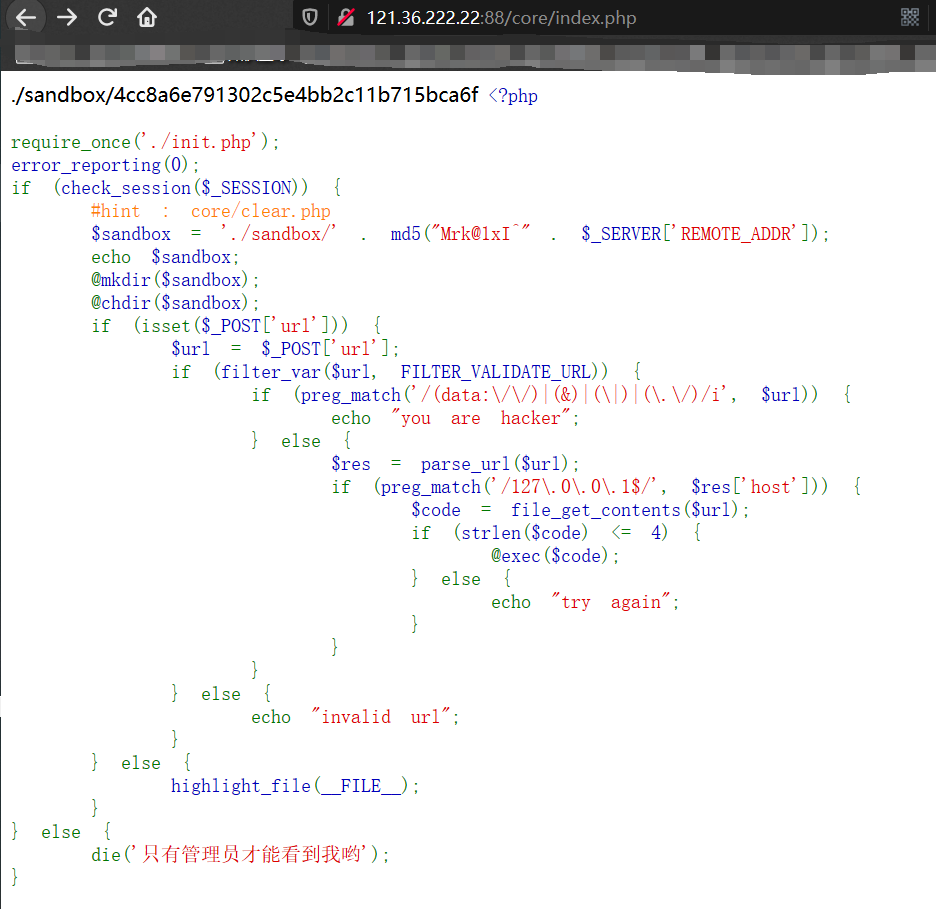 121.36.222.22:88/core/index.php
./sandbox/4cc8a6e791302c5e4bb2c11b715bca6f <?php
require_once('./init.php');
error_reporting(0);
if (check_session($_SESSION)) {
#hint : core/clear.php
$sandbox = './sandbox/' . md5("Mrk@1xI^" . $_SERVER['REMOTE_ADDR']);
echo $sandbox;
@mkdir($sandbox);
@chdir($sandbox);
if (isset($_POST['url'])) {
$url = $_POST['url'];
if (filter_var($url, FILTER_VALIDATE_URL)) {
if (preg_match('/(data:\/\/)|(&)|(\|)|(\.\/)/i', $url)) {
echo "you are hacker";
} else {
$res = parse_url($url);
if (preg_match('/127\.0\.0\.1$/', $res['host'])) {
$code = file_get_contents($url);
if (strlen($code) <= 4) {
@exec($code);
} else {
echo "try again";
}
}
}
} else {
echo "invalid url";
}
} else {
highlight_file(__FILE__);
}
} else {
die('只有管理员才能看到我哟');
}